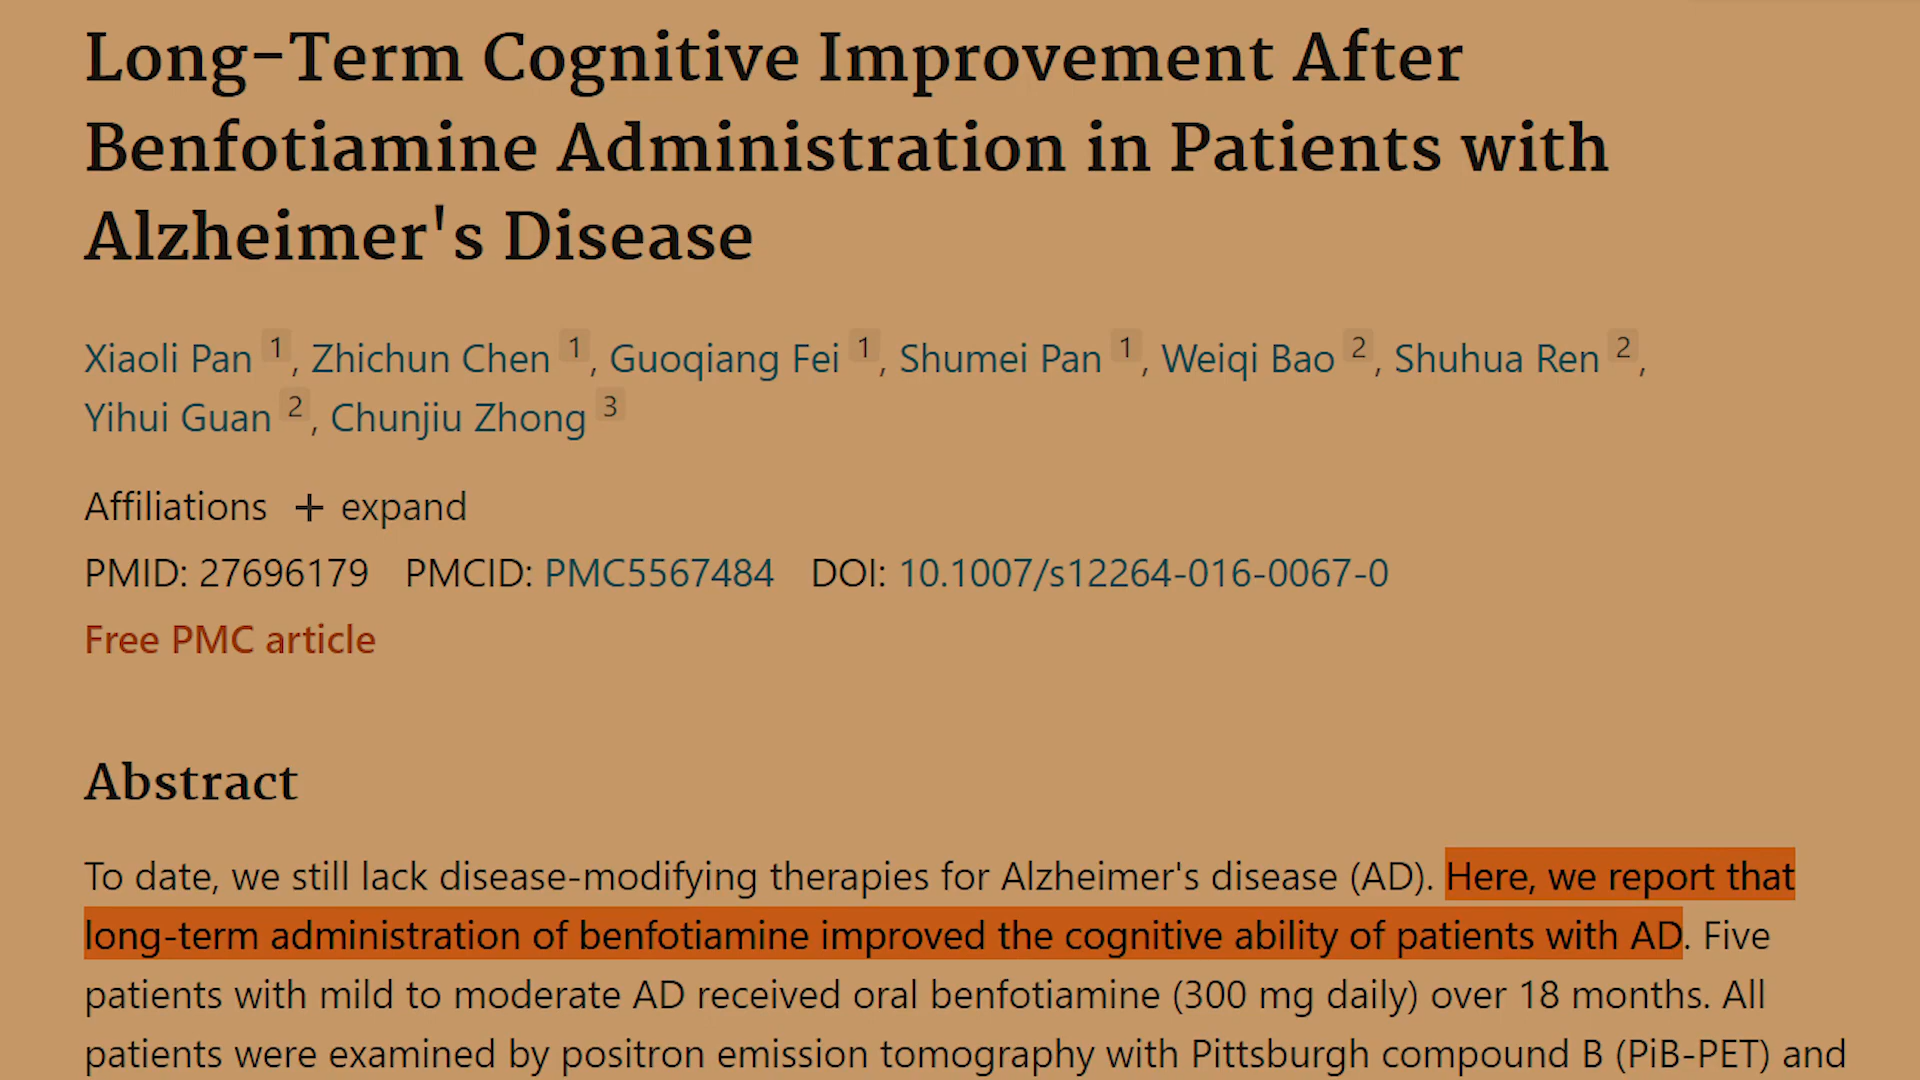 Long-Term Cognitive Improvement After
Benfotiamine Administration in Patients with
Alzheimer's Disease
Xiaoli Pan 1, Zhichun Chen 1, Guoqiang Fei 1, Shumei Pan 1, Weiqi Bao 2, Shuhua Ren 2,
Yihui Guan 2, Chunjiu Zhong 3
Affiliations + expand
PMID: 27696179 PMCID: PMC5567484 DOI: 10.1007/s12264-016-0067-0
Free PMC article
Abstract
To date, we still lack disease-modifying therapies for Alzheimer's disease (AD). Here, we report that
long-term administration of benfotiamine improved the cognitive ability of patients with AD. Five
patients with mild to moderate AD received oral benfotiamine (300 mg daily) over 18 months. All
patients were examined by positron emission tomography with Pittsburgh compound B (PiB-PET) and